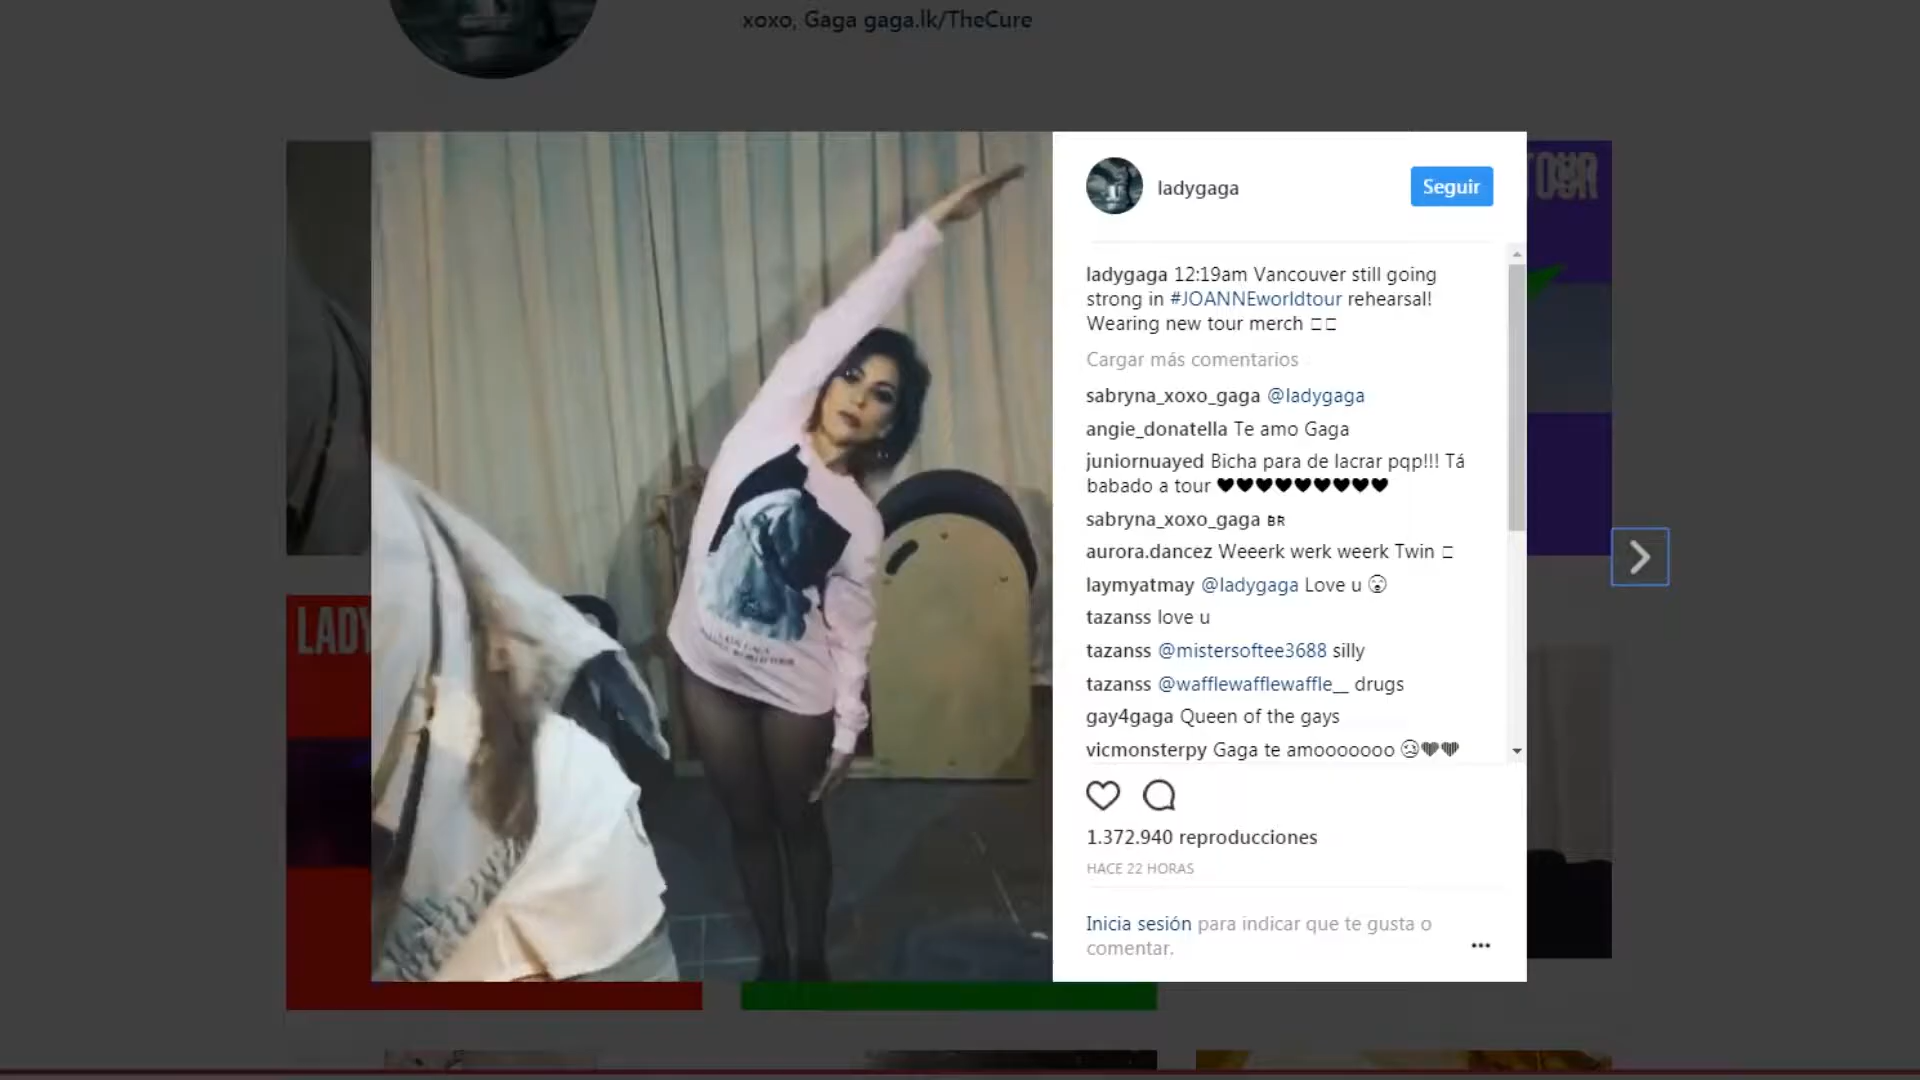 xoxo, Gaga gaga.lk/TheCure
TOUR
LADY
ladygaga
Seguir
ladygaga 12:19am Vancouver still going
strong in #JOANNEworldtour rehearsal!
Wearing new tour merch
Cargar más comentarios
sabryna_xoxo_gaga @ladygaga
angie_donatella Te amo Gaga
juniornuayed Bicha para de lacrar pqp!!! Tá
babado a tour ♥♥♥♥♥♥♥♥♥
sabryna_xoxo_gaga BR
aurora.dancez Weeerk werk weerk Twin
laymyatmay @ladygaga Love u 😮
tazanss love u
tazanss @mistersoftee3688 silly
tazanss @wafflewafflewaffle__ drugs
gay4gaga Queen of the gays
vicmonsterpy Gaga te amooooooo
1.372.940 reproducciones
HACE 22 HORAS
Inicia sesión para indicar que te gusta o
comentar.